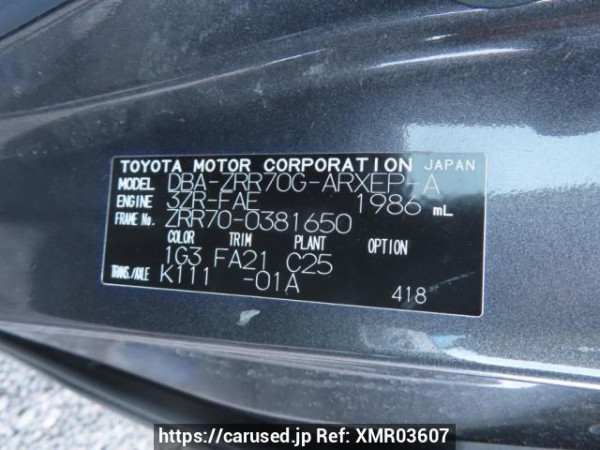 TOYOTA MOTOR CORPORATION JAPAN
MODEL DBA-ZRR70G-ARXEP-A
ENGINE 3ZR-FAE 1986 mL
FRAME No. ZRR70-0381650
COLOR TRIM PLANT OPTION
1G3 FA21 C25
TRANS./AXLE K111 -01A
418
https://carused.jp Ref: XMR03607